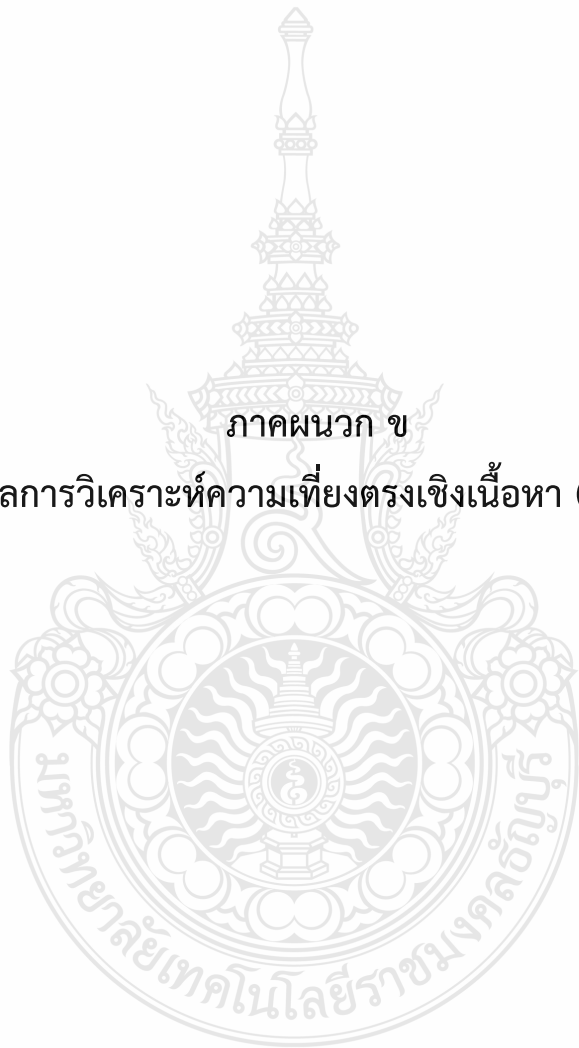 ภาคผนวก ข
ลการวิเคราะห์ความเที่ยงตรงเชิงเนื้อหา
มหาวิทยาลัยเทคโนโลยีราชมงคลธัญบุรี